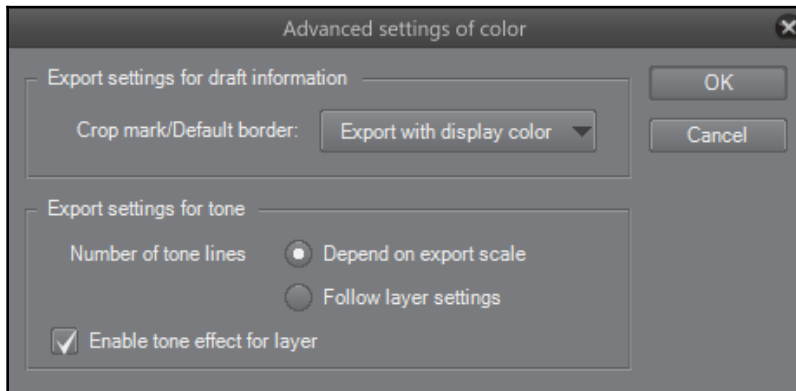 Advanced settings of color
Export settings for draft information
OK
Crop mark/Default border: Export with display color
Cancel
Export settings for tone
Number of tone lines Depend on export scale
Follow layer settings
Enable tone effect for layer